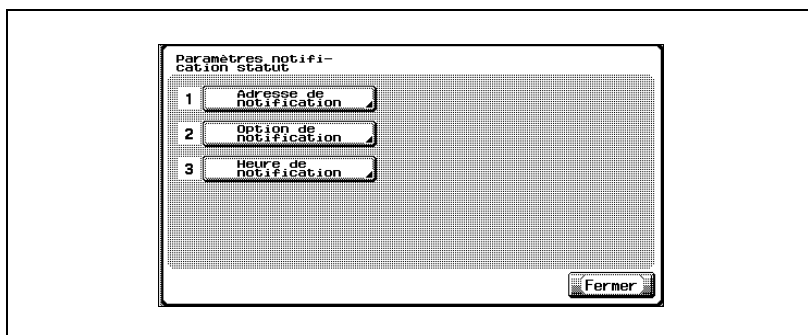 Paramètres notifi-
cation statut
1 Adresse de
notification
2 Option de
notification
3 Heure de
notification
Fermer